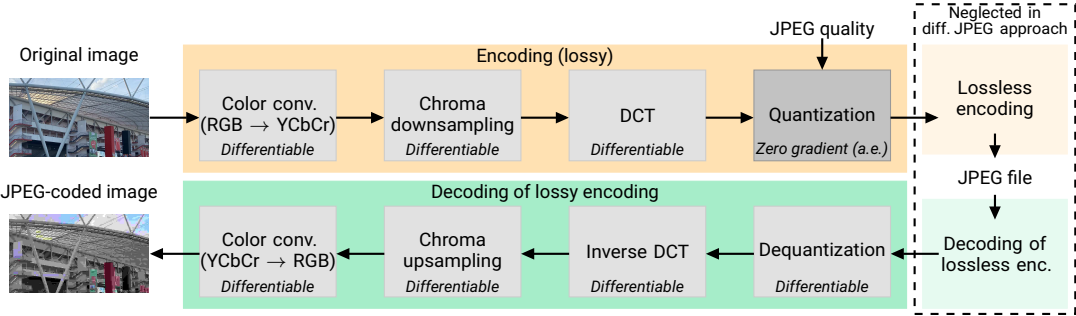 Neglected in
diff. JPEG approach
JPEG quality
Original image
Encoding (lossy)
Color conv.
(RGB → YCbCr)
Differentiable
Chroma
downsampling
Differentiable
DCT
Differentiable
Quantization
Zero gradient (a.e.)
Lossless
encoding
JPEG file
JPEG-coded image
Decoding of lossy encoding
Color conv.
(YCbCr → RGB)
Differentiable
Chroma
upsampling
Differentiable
Inverse DCT
Differentiable
Dequantization
Differentiable
Decoding of
lossless enc.